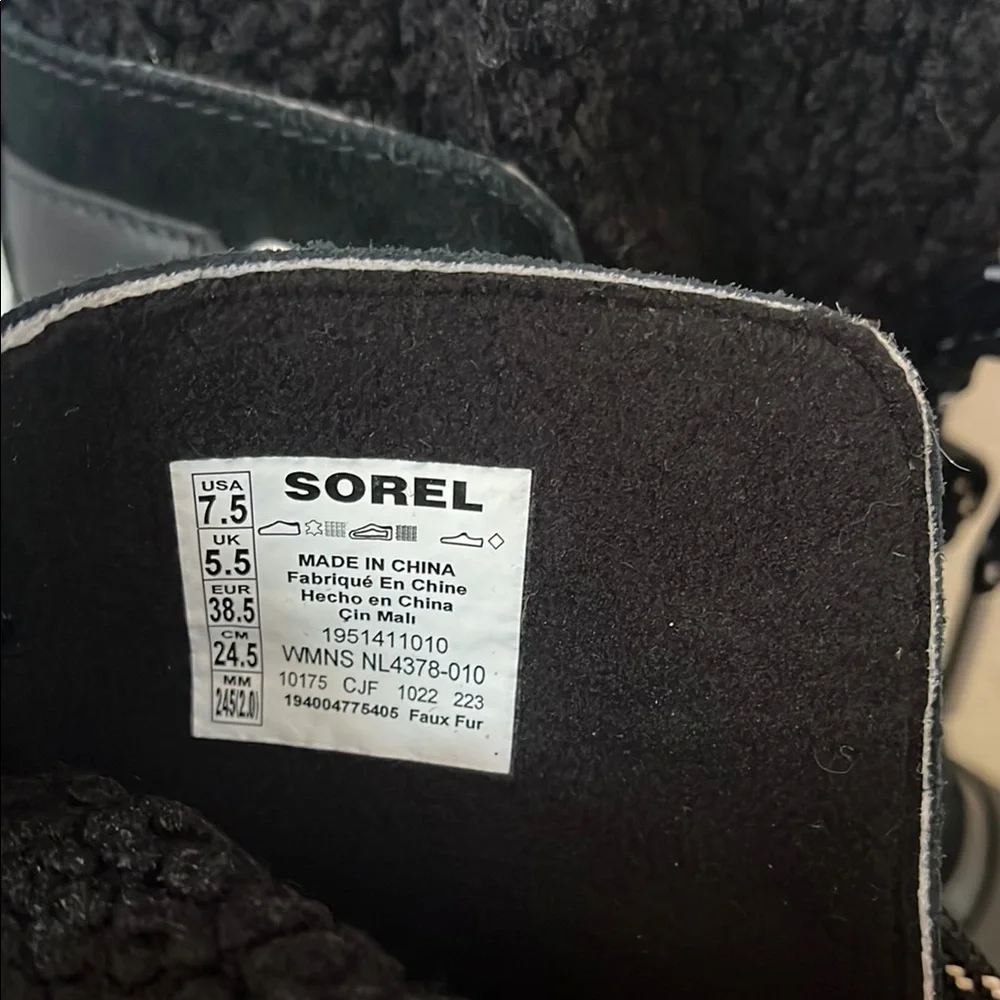 USA
7.5
UK
5.5
EUR
38.5
CM
24.5
MM
245(2.0)
SOREL
MADE IN CHINA
Fabriqué En Chine
Hecho en China
Çin Malı
1951411010
WMNS NL4378-010
10175 CJF 1022 223
194004775405 Faux Fur